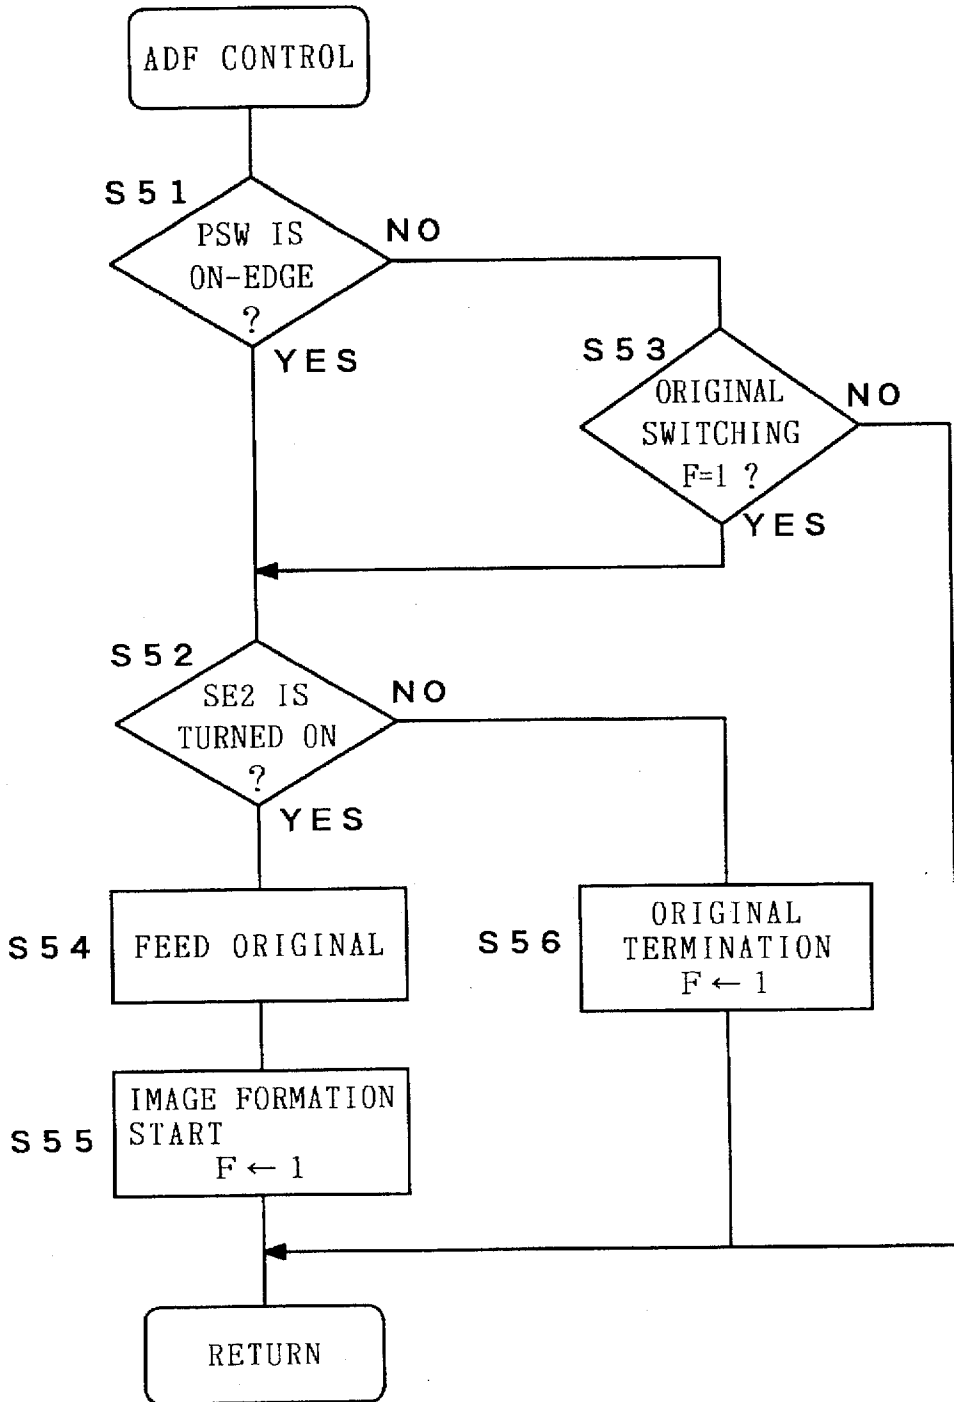 ADF CONTROL
S51
PSW IS
ON-EDGE
?
NO
YES
S53
ORIGINAL
SWITCHING
F=1 ?
NO
YES
S52
SE2 IS
TURNED ON
?
NO
YES
S54
FEED ORIGINAL
S56
ORIGINAL
TERMINATION
F ← 1
S55
IMAGE FORMATION
START
F ← 1
RETURN